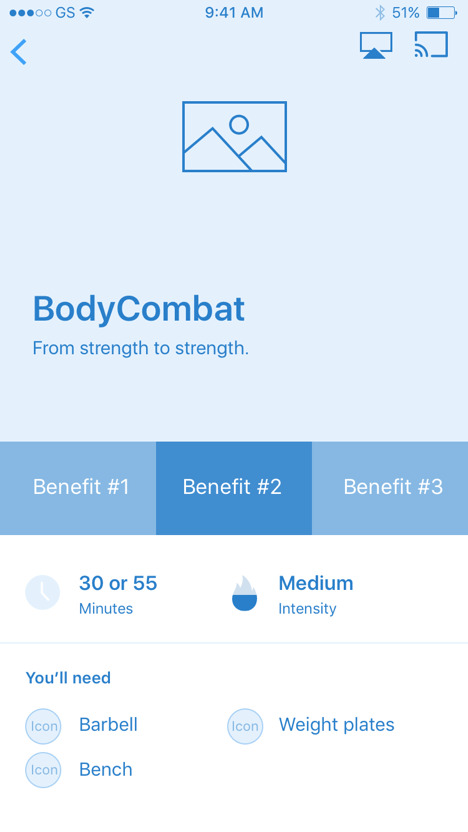 GS 9:41 AM 51%
BodyCombat
From strength to strength.
Benefit #1 Benefit #2 Benefit #3
30 or 55 Medium
Minutes Intensity
You’ll need
Icon Barbell Icon Weight plates
Icon Bench